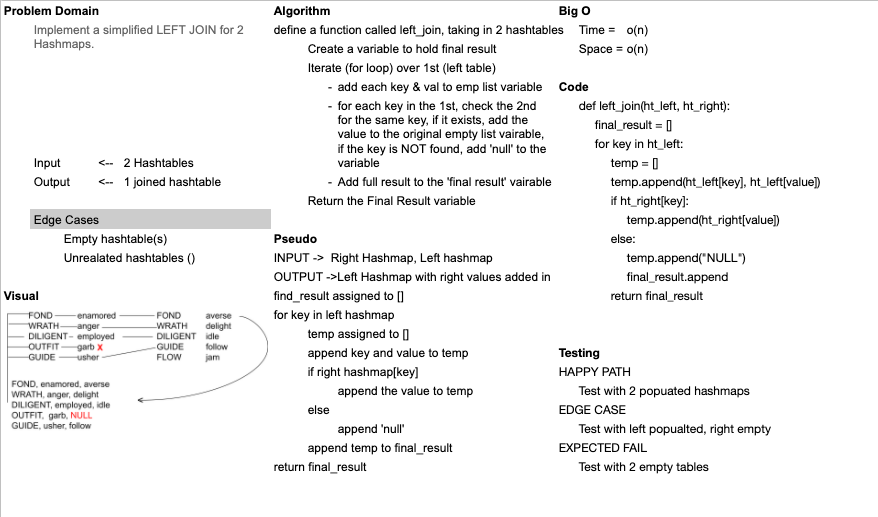 Problem Domain
Implement a simplified LEFT JOIN for 2
Hashmaps.
Input <-- 2 Hashtables
Output <-- 1 joined hashtable
Edge Cases
Empty hashtable(s)
Unrealated hashtables ()
Visual
FOND enamored FOND averse
WRATH anger WRATH delight
DILIGENT employed DILIGENT idle
OUTFIT garb X GUIDE follow
GUIDE usher FLOW jam
FOND, enamored, averse
WRATH, anger, delight
DILIGENT, employed, idle
OUTFIT, garb, NULL
GUIDE, usher, follow
Algorithm
define a function called left_join, taking in 2 hashtables
Create a variable to hold final result
Iterate (for loop) over 1st (left table)
- add each key & val to emp list variable
- for each key in the 1st, check the 2nd
for the same key, if it exists, add the
value to the original empty list vairable,
if the key is NOT found, add 'null' to the
variable
- Add full result to the 'final result' vairable
Return the Final Result variable
Pseudo
INPUT -> Right Hashmap, Left hashmap
OUTPUT ->Left Hashmap with right values added in
find_result assigned to []
for key in left hashmap
temp assigned to []
append key and value to temp
if right hashmap[key]
append the value to temp
else
append 'null'
append temp to final_result
return final_result
Big O
Time = o(n)
Space = o(n)
Code
def left_join(ht_left, ht_right):
final_result = []
for key in ht_left:
temp = []
temp.append(ht_left[key], ht_left[value])
if ht_right[key]:
temp.append(ht_right[value])
else:
temp.append("NULL")
final_result.append
return final_result
Testing
HAPPY PATH
Test with 2 popuated hashmaps
EDGE CASE
Test with left popualted, right empty
EXPECTED FAIL
Test with 2 empty tables